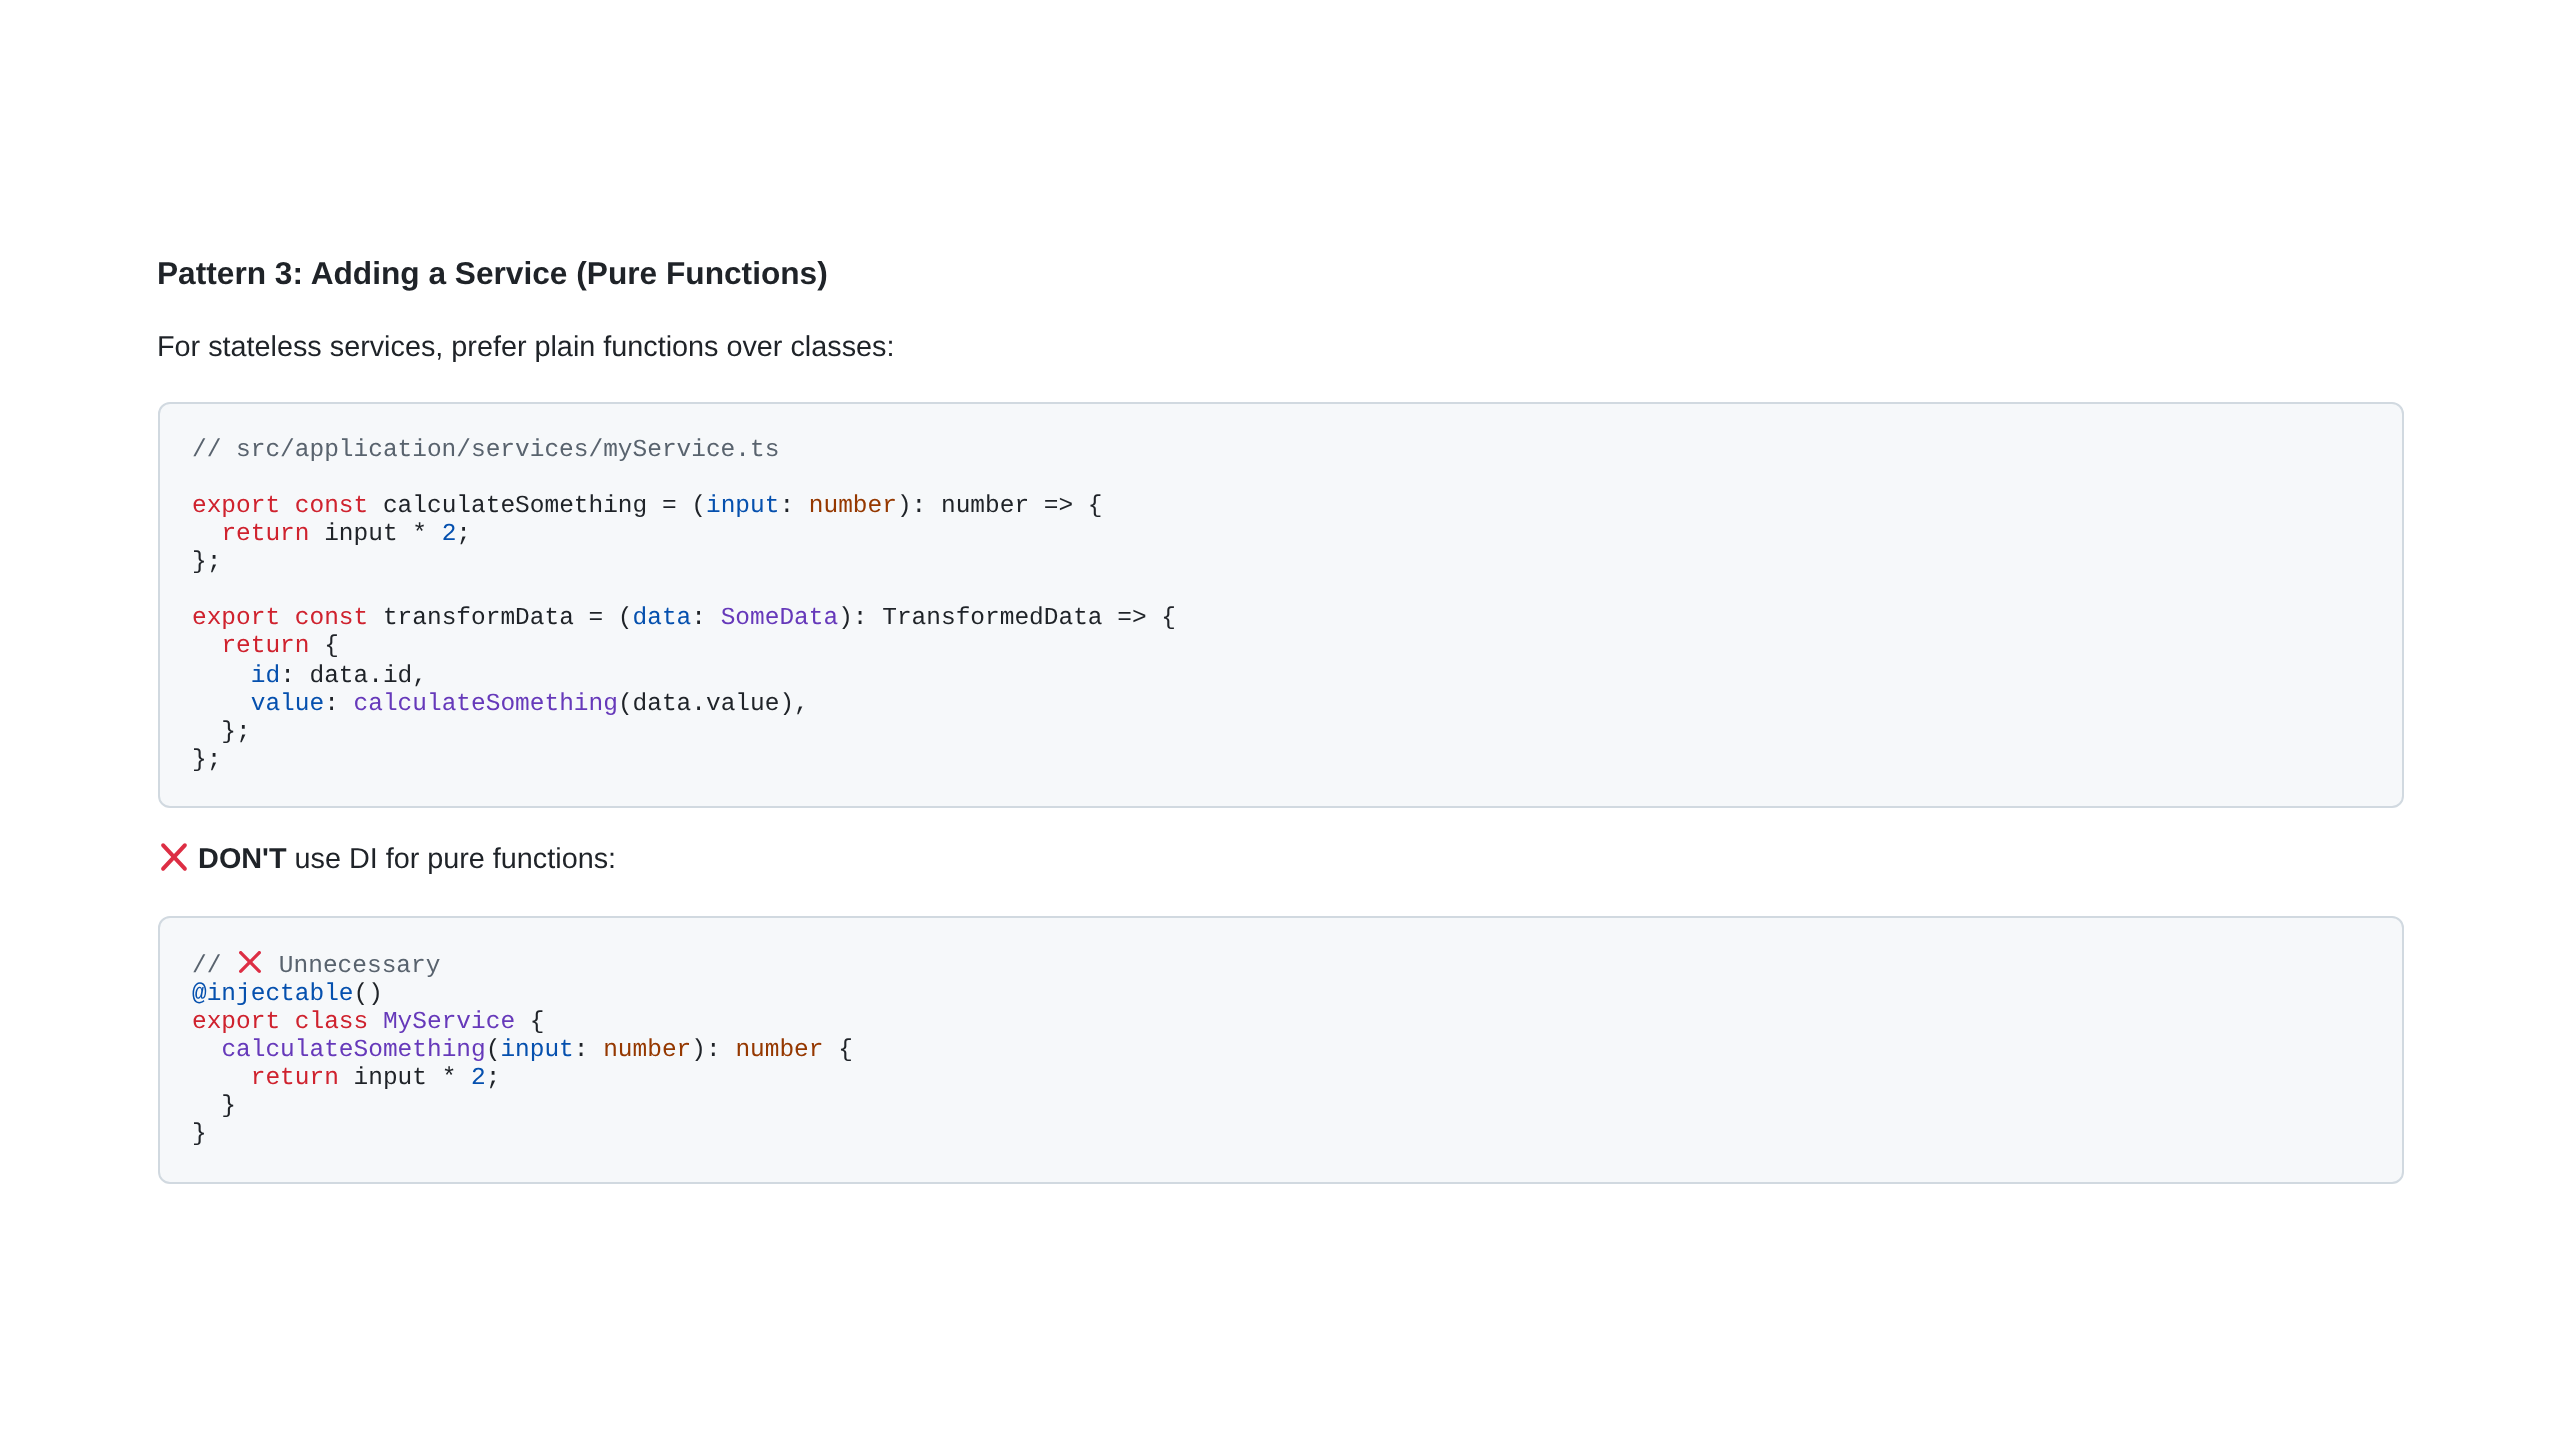 Pattern 3: Adding a Service (Pure Functions)
For stateless services, prefer plain functions over classes:
// src/application/services/myService.ts
export const calculateSomething = (input: number): number => {
  return input * 2;
};
export const transformData = (data: SomeData): TransformedData => {
  return {
    id: data.id,
    value: calculateSomething(data.value),
  };
};
❌ DON'T use DI for pure functions:
// ❌ Unnecessary
@injectable()
export class MyService {
  calculateSomething(input: number): number {
    return input * 2;
  }
}